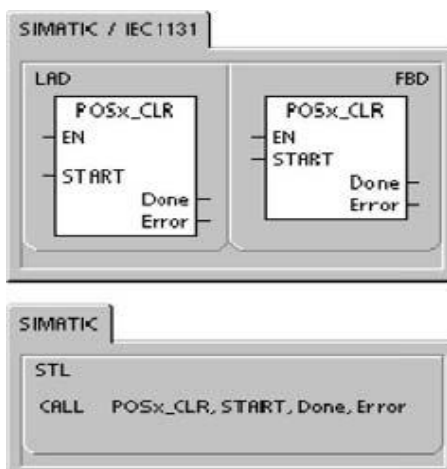 SIMATIC / IEC1131
LAD
POSx_CLR
EN
START
Done
Error
FBD
POSx_CLR
EN
START
Done
Error
SIMATIC
STL
CALL POSx_CLR, START, Done, Error